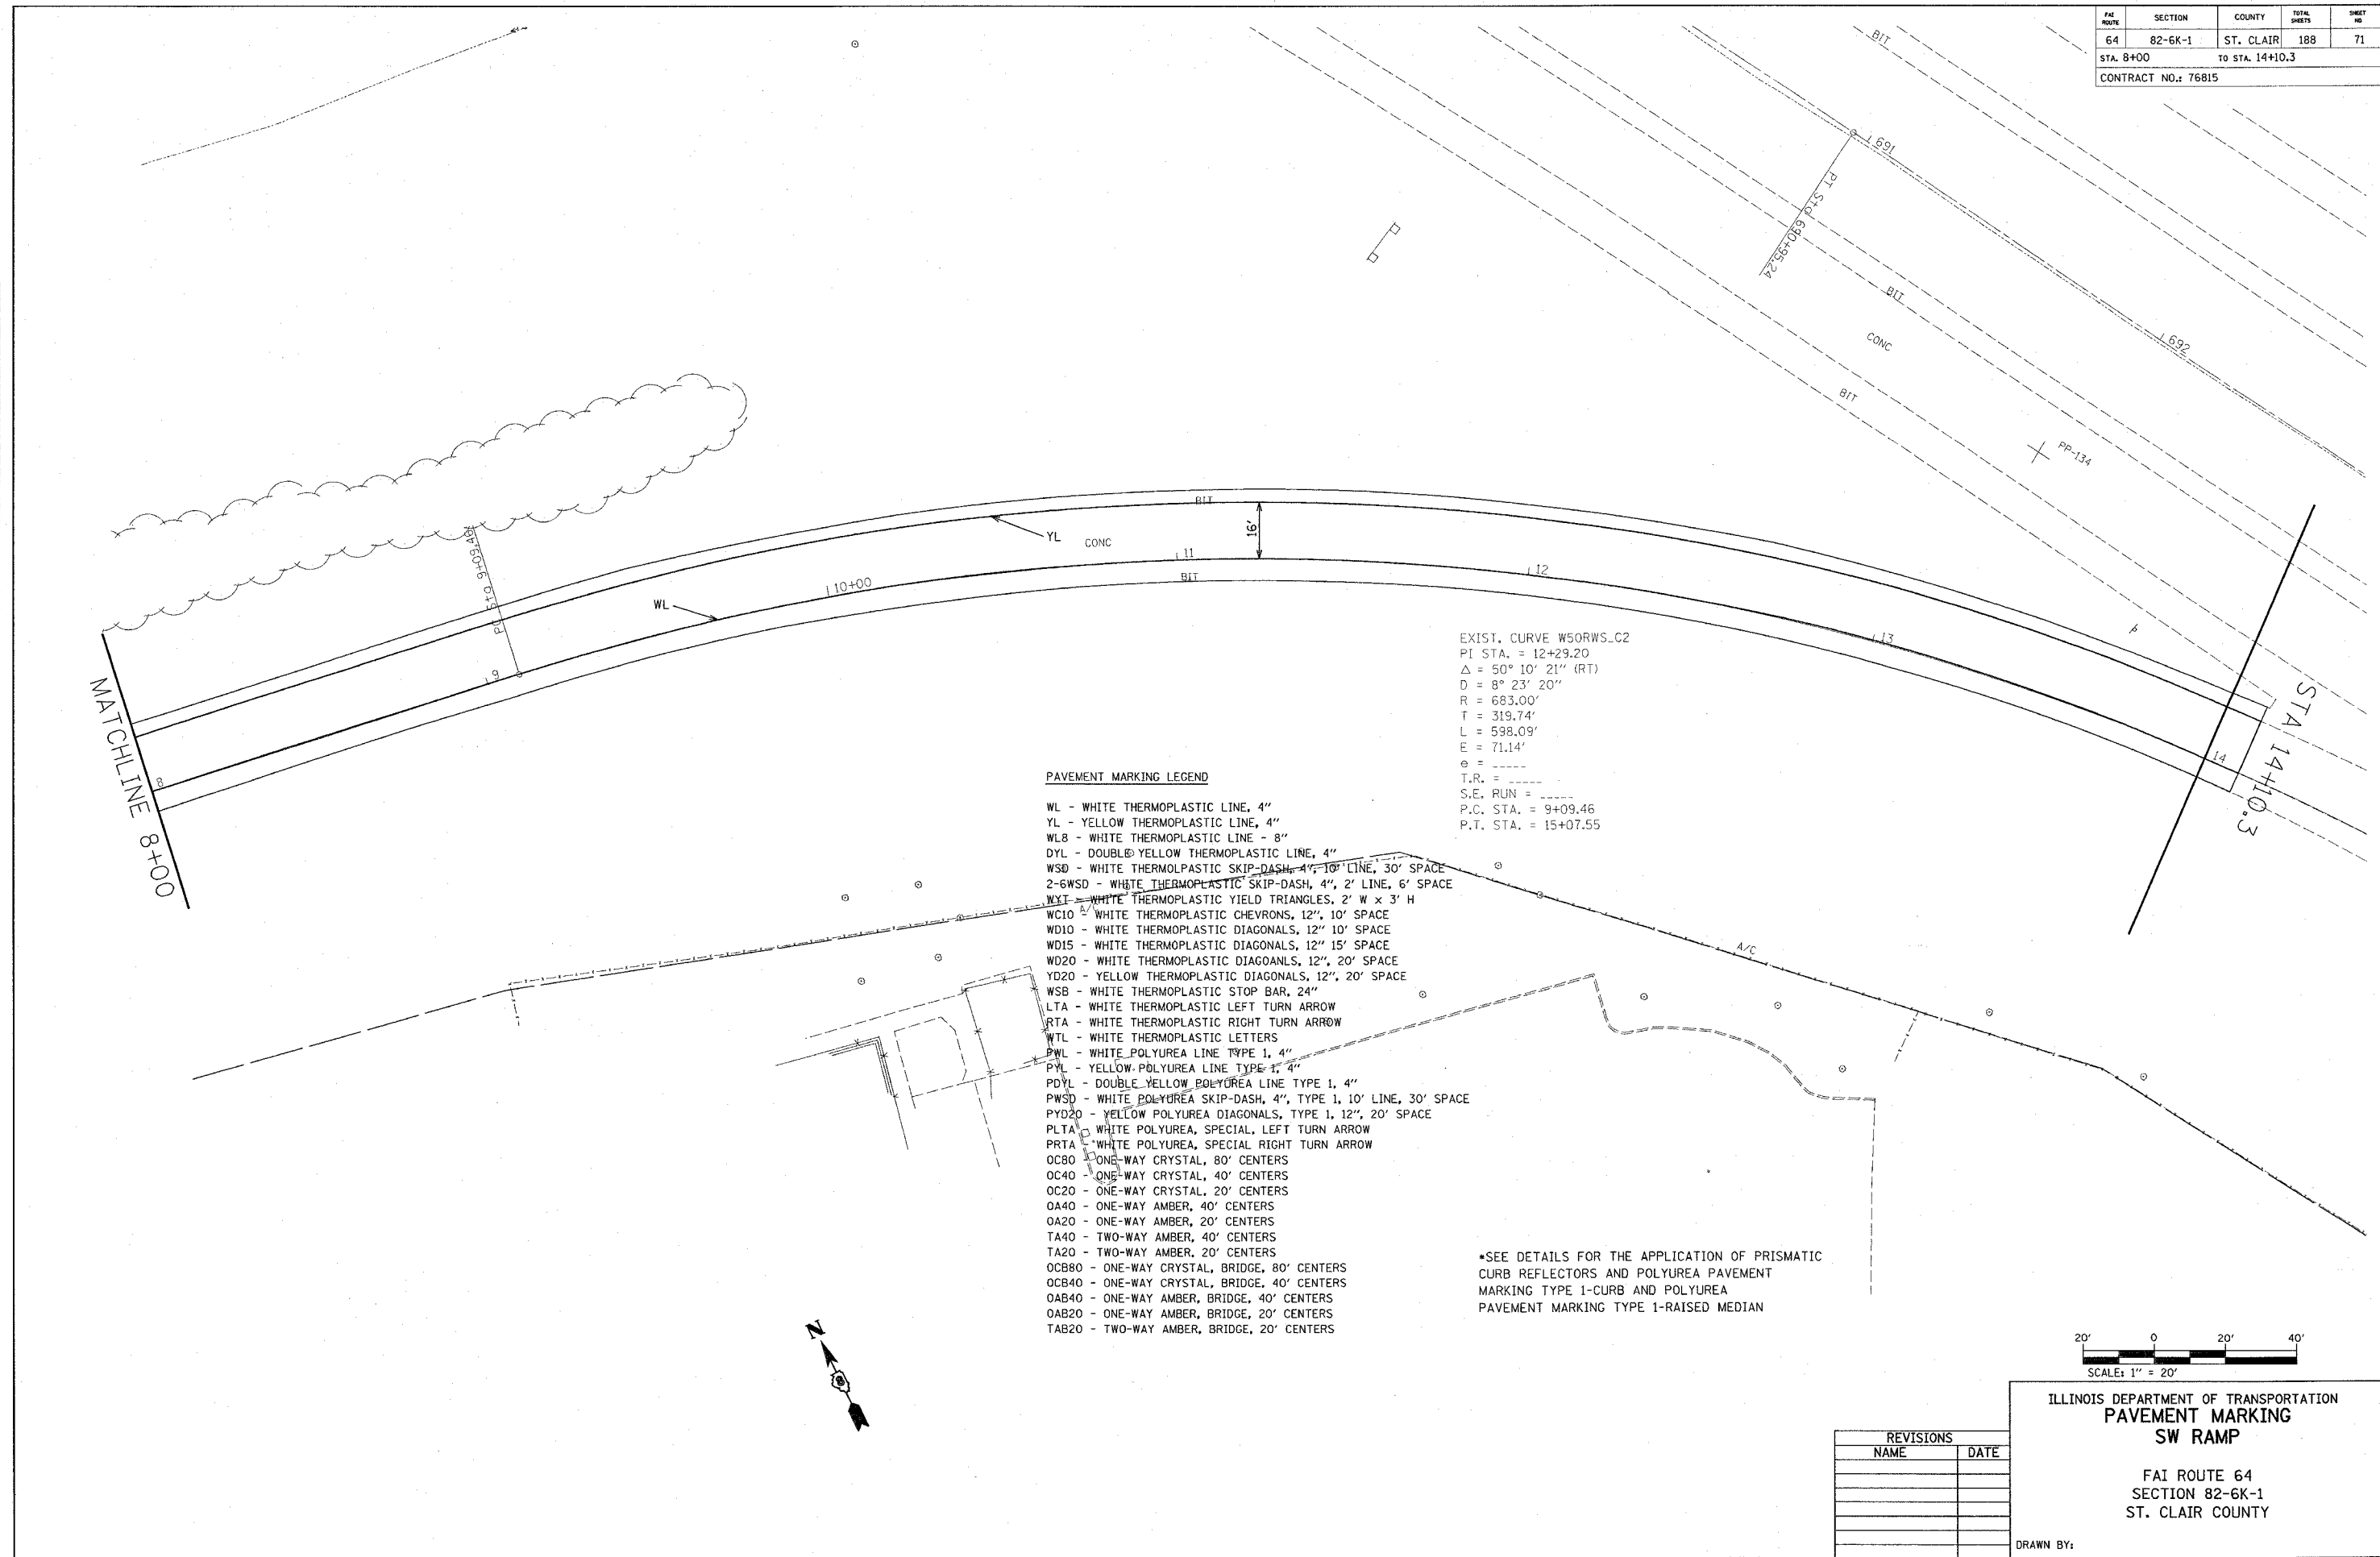 FAI ROUTE SECTION COUNTY TOTAL SHEETS SHEET NO
64 82-6K-1 ST. CLAIR 188 71
STA. 8+00 TO STA. 14+10.3
CONTRACT NO.: 76815
BIT
691
PT Sta 690+95.24
BIT
CONC
692
BIT
PP-134
BIT
YL
CONC
16'
11
BIT
12
10+00
WL
PC Sta 9+09.46
9
13
8
14
MATCHLINE 8+00
STA 14+10.3
EXIST. CURVE W50RWS_C2
PI STA. = 12+29.20
Δ = 50° 10' 21" (RT)
D = 8° 23' 20"
R = 683.00'
T = 319.74'
L = 598.09'
E = 71.14'
e = _____
T.R. = _____
S.E. RUN = _____
P.C. STA. = 9+09.46
P.T. STA. = 15+07.55
PAVEMENT MARKING LEGEND
WL - WHITE THERMOPLASTIC LINE, 4"
YL - YELLOW THERMOPLASTIC LINE, 4"
WL8 - WHITE THERMOPLASTIC LINE - 8"
DYL - DOUBLE YELLOW THERMOPLASTIC LINE, 4"
WSD - WHITE THERMOLPASTIC SKIP-DASH, 4", 10' LINE, 30' SPACE
2-6WSD - WHITE THERMOPLASTIC SKIP-DASH, 4", 2' LINE, 6' SPACE
WYT - WHITE THERMOPLASTIC YIELD TRIANGLES, 2' W x 3' H
WC10 - WHITE THERMOPLASTIC CHEVRONS, 12", 10' SPACE
WD10 - WHITE THERMOPLASTIC DIAGONALS, 12" 10' SPACE
WD15 - WHITE THERMOPLASTIC DIAGONALS, 12" 15' SPACE
WD20 - WHITE THERMOPLASTIC DIAGOANLS, 12", 20' SPACE
YD20 - YELLOW THERMOPLASTIC DIAGONALS, 12", 20' SPACE
WSB - WHITE THERMOPLASTIC STOP BAR, 24"
LTA - WHITE THERMOPLASTIC LEFT TURN ARROW
RTA - WHITE THERMOPLASTIC RIGHT TURN ARROW
WTL - WHITE THERMOPLASTIC LETTERS
PWL - WHITE POLYUREA LINE TYPE 1, 4"
PYL - YELLOW POLYUREA LINE TYPE 1, 4"
PDYL - DOUBLE YELLOW POLYUREA LINE TYPE 1, 4"
PWSD - WHITE POLYUREA SKIP-DASH, 4", TYPE 1, 10' LINE, 30' SPACE
PYD20 - YELLOW POLYUREA DIAGONALS, TYPE 1, 12", 20' SPACE
PLTA - WHITE POLYUREA, SPECIAL, LEFT TURN ARROW
PRTA - WHITE POLYUREA, SPECIAL RIGHT TURN ARROW
OC80 - ONE-WAY CRYSTAL, 80' CENTERS
OC40 - ONE-WAY CRYSTAL, 40' CENTERS
OC20 - ONE-WAY CRYSTAL, 20' CENTERS
OA40 - ONE-WAY AMBER, 40' CENTERS
OA20 - ONE-WAY AMBER, 20' CENTERS
TA40 - TWO-WAY AMBER, 40' CENTERS
TA20 - TWO-WAY AMBER, 20' CENTERS
OCB80 - ONE-WAY CRYSTAL, BRIDGE, 80' CENTERS
OCB40 - ONE-WAY CRYSTAL, BRIDGE, 40' CENTERS
OAB40 - ONE-WAY AMBER, BRIDGE, 40' CENTERS
OAB20 - ONE-WAY AMBER, BRIDGE, 20' CENTERS
TAB20 - TWO-WAY AMBER, BRIDGE, 20' CENTERS
A/C
A/C
*SEE DETAILS FOR THE APPLICATION OF PRISMATIC
CURB REFLECTORS AND POLYUREA PAVEMENT
MARKING TYPE 1-CURB AND POLYUREA
PAVEMENT MARKING TYPE 1-RAISED MEDIAN
N
20' 0 20' 40'
SCALE: 1" = 20'
REVISIONS
NAME DATE
ILLINOIS DEPARTMENT OF TRANSPORTATION
PAVEMENT MARKING
SW RAMP
FAI ROUTE 64
SECTION 82-6K-1
ST. CLAIR COUNTY
DRAWN BY: